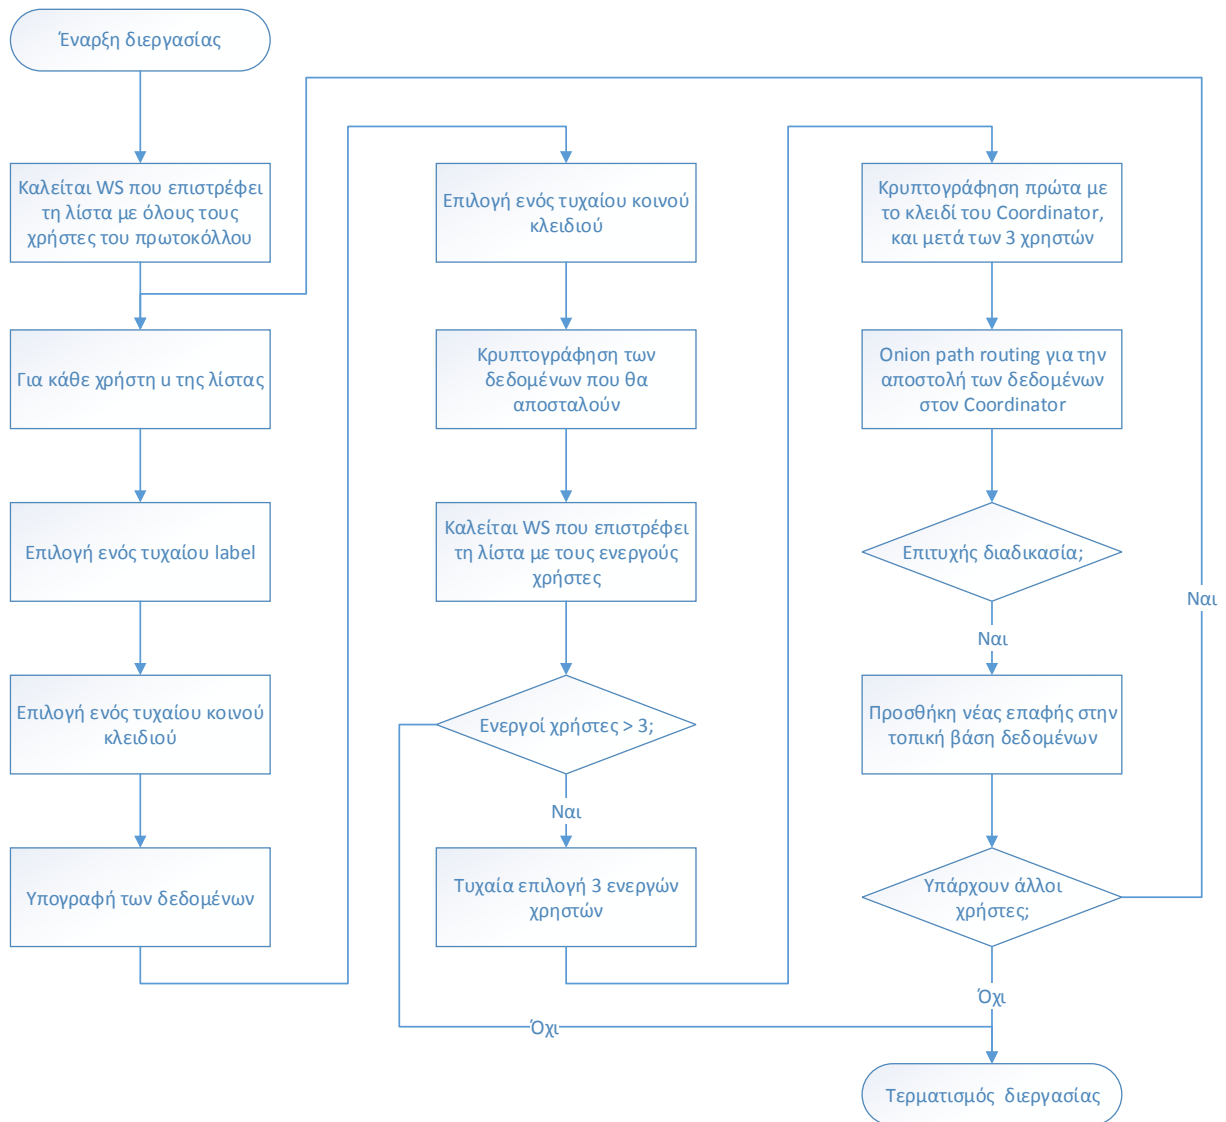 Έναρξη διεργασίας
Καλείται WS που επιστρέφει
τη λίστα με όλους τους
χρήστες του πρωτοκόλλου
Για κάθε χρήστη u της λίστας
Επιλογή ενός τυχαίου label
Επιλογή ενός τυχαίου κοινού
κλειδιού
Υπογραφή των δεδομένων
Επιλογή ενός τυχαίου κοινού
κλειδιού
Κρυπτογράφηση των
δεδομένων που θα
αποσταλούν
Καλείται WS που επιστρέφει
τη λίστα με τους ενεργούς
χρήστες
Ενεργοί χρήστες > 3;
Ναι
Τυχαία επιλογή 3 ενεργών
χρηστών
Όχι
Κρυπτογράφηση πρώτα με
το κλειδί του Coordinator,
και μετά των 3 χρηστών
Onion path routing για την
αποστολή των δεδομένων
στον Coordinator
Επιτυχής διαδικασία;
Ναι
Προσθήκη νέας επαφής στην
τοπική βάση δεδομένων
Υπάρχουν άλλοι
χρήστες;
Ναι
Όχι
Τερματισμός διεργασίας